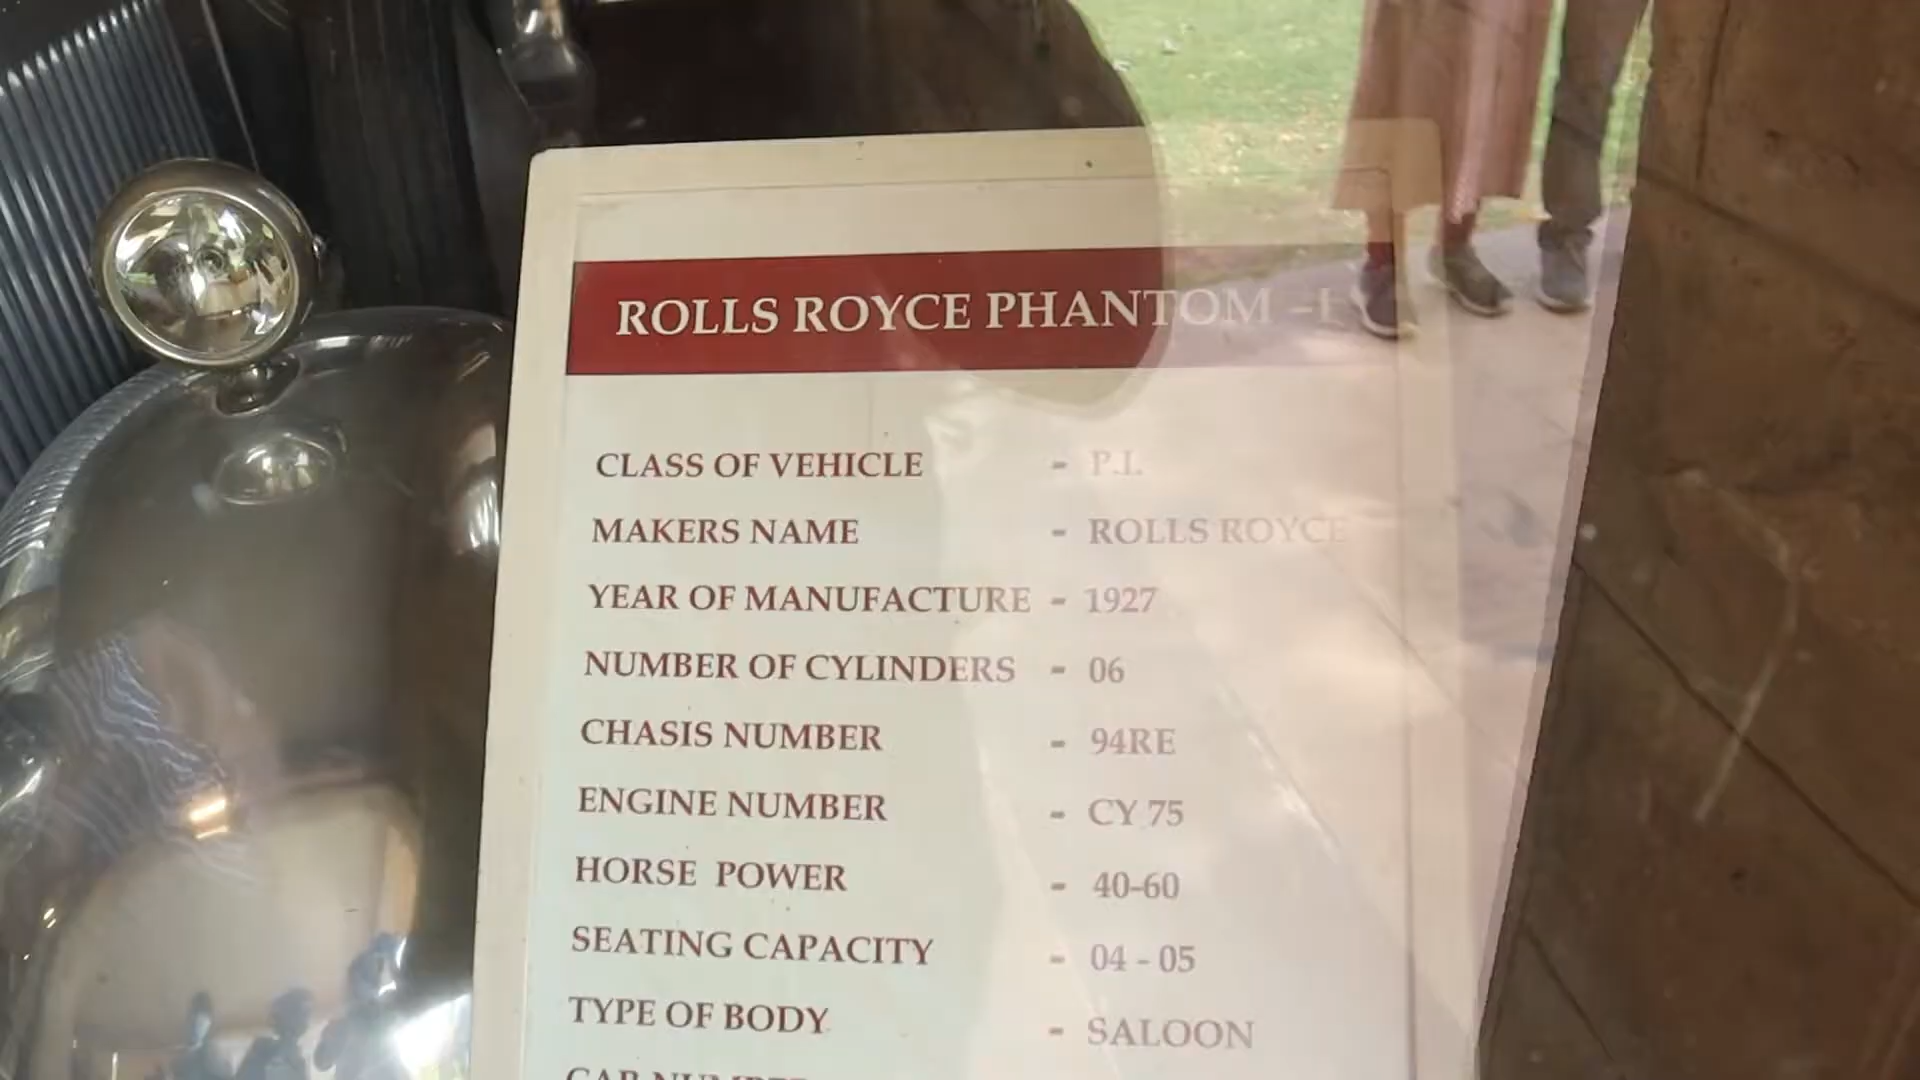 ROLLS ROYCE PHANTOM -I
CLASS OF VEHICLE - P.I.
MAKERS NAME - ROLLS ROYCE
YEAR OF MANUFACTURE - 1927
NUMBER OF CYLINDERS - 06
CHASIS NUMBER - 94RE
ENGINE NUMBER - CY 75
HORSE POWER - 40-60
SEATING CAPACITY - 04 - 05
TYPE OF BODY - SALOON